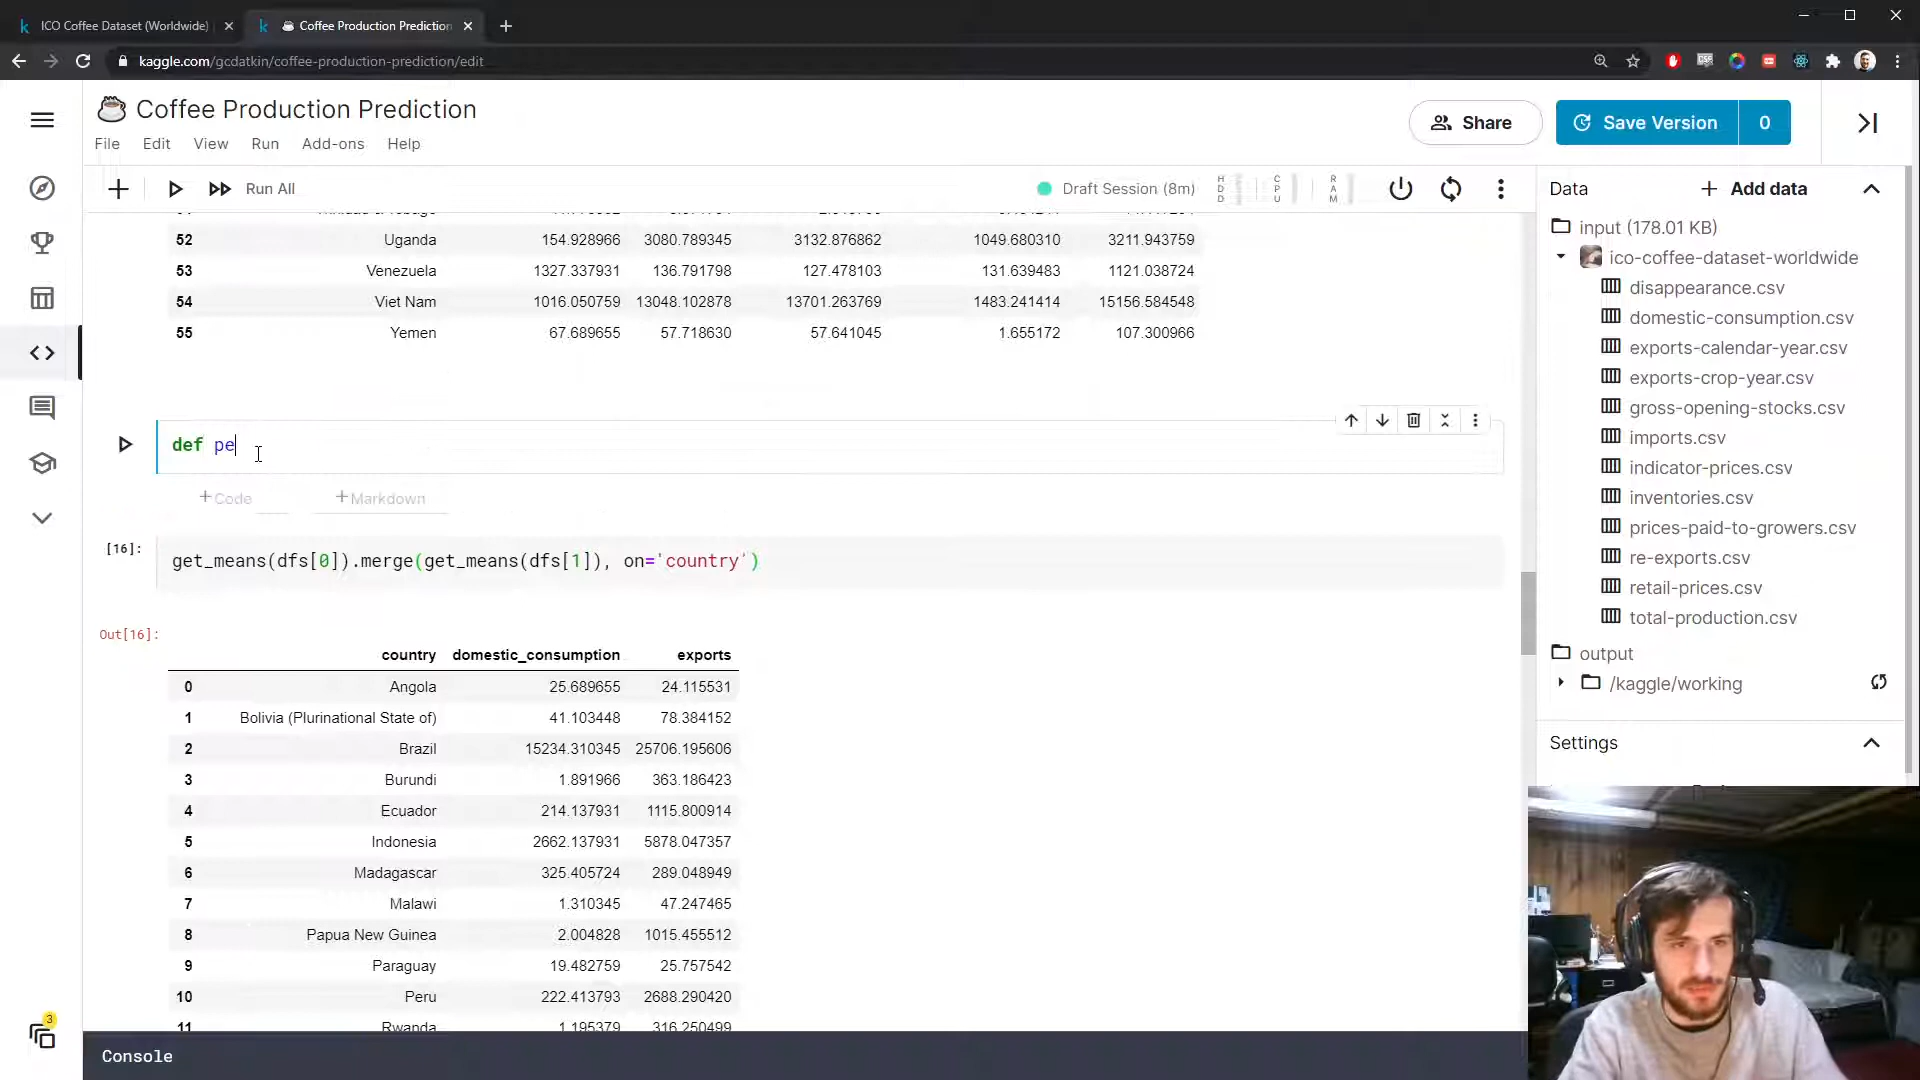 ICO Coffee Dataset (Worldwide)
Coffee Production Prediction
kaggle.com/gcdatkin/coffee-production-prediction/edit
Coffee Production Prediction
Share
Save Version
0
File Edit View Run Add-ons Help
Run All
Draft Session (8m)
HDD
CPU
RAM
Data
Add data
52 Uganda 154.928966 3080.789345 3132.876862 1049.680310 3211.943759
53 Venezuela 1327.337931 136.791798 127.478103 131.639483 1121.038724
54 Viet Nam 1016.050759 13048.102878 13701.263769 1483.241414 15156.584548
55 Yemen 67.689655 57.718630 57.641045 1.655172 107.300966
def pe
+ Code + Markdown
[16]:
get_means(dfs[0]).merge(get_means(dfs[1]), on='country')
Out[16]:
country domestic_consumption exports
0 Angola 25.689655 24.115531
1 Bolivia (Plurinational State of) 41.103448 78.384152
2 Brazil 15234.310345 25706.195606
3 Burundi 1.891966 363.186423
4 Ecuador 214.137931 1115.800914
5 Indonesia 2662.137931 5878.047357
6 Madagascar 325.405724 289.048949
7 Malawi 1.310345 47.247465
8 Papua New Guinea 2.004828 1015.455512
9 Paraguay 19.482759 25.757542
10 Peru 222.413793 2688.290420
11 Rwanda 1.195379 316.250499
Console
input (178.01 KB)
ico-coffee-dataset-worldwide
disappearance.csv
domestic-consumption.csv
exports-calendar-year.csv
exports-crop-year.csv
gross-opening-stocks.csv
imports.csv
indicator-prices.csv
inventories.csv
prices-paid-to-growers.csv
re-exports.csv
retail-prices.csv
total-production.csv
output
/kaggle/working
Settings
3